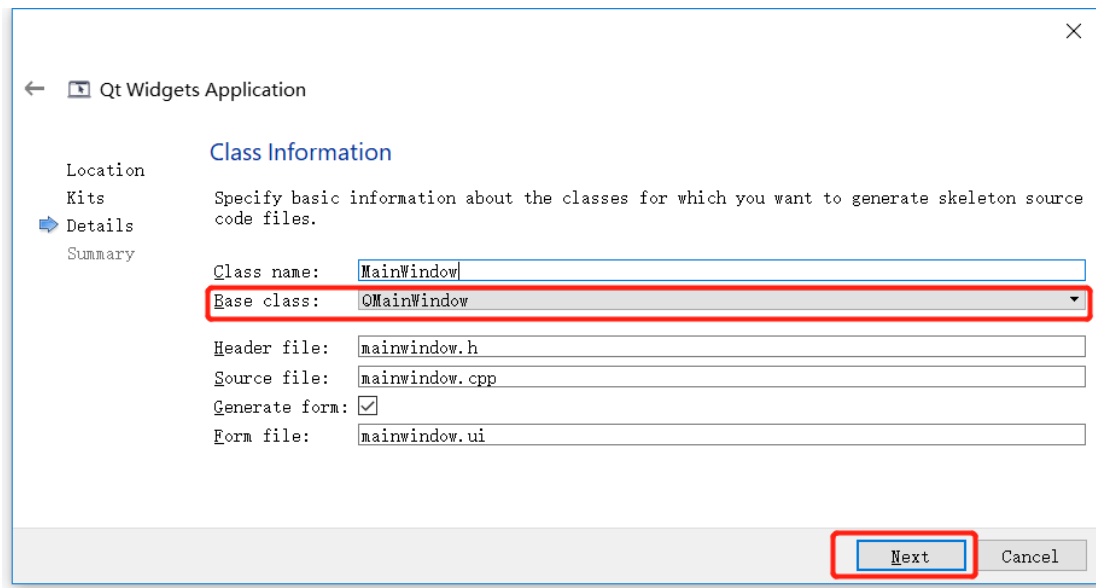 Qt Widgets Application
Location
Kits
Details
Summary
Class Information
Specify basic information about the classes for which you want to generate skeleton source
code files.
Class name: MainWindow
Base class: QMainWindow
Header file: mainwindow.h
Source file: mainwindow.cpp
Generate form:
Form file: mainwindow.ui
Next Cancel